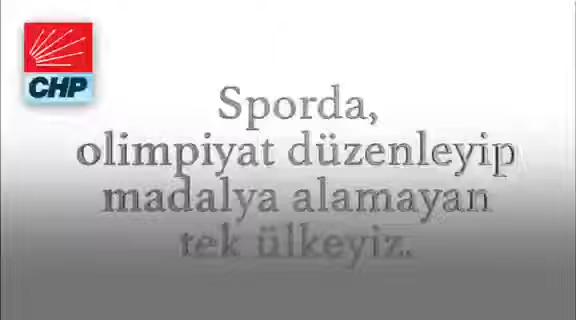 CHP
Sporda,
olimpiyat düzenleyip
madalya alamayan
tek ülkeyiz.